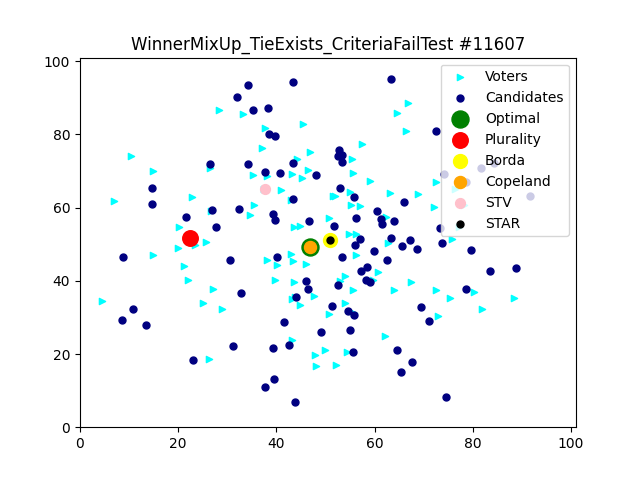 WinnerMixUp_TieExists_CriteriaFailTest #11607
100
80
60
40
20
0
0
20
40
60
80
100
Voters
Candidates
Optimal
Plurality
Borda
Copeland
STV
STAR